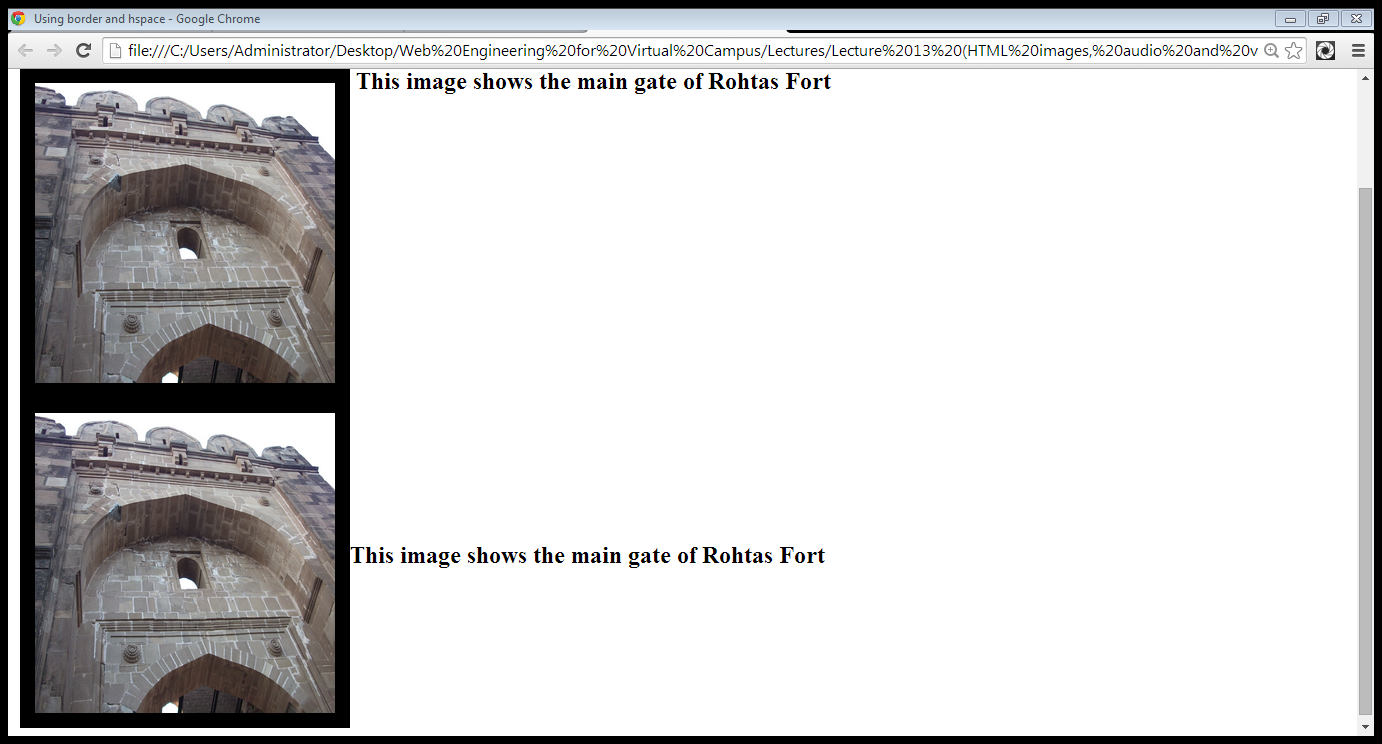 Using border and hspace - Google Chrome
file:///C:/Users/Administrator/Desktop/Web%20Engineering%20for%20Virtual%20Campus/Lectures/Lecture%2013%20(HTML%20images,%20audio%20and%20v
This image shows the main gate of Rohtas Fort
This image shows the main gate of Rohtas Fort